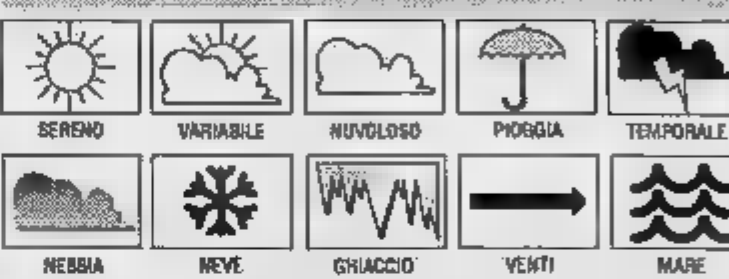 SERENO VARIABILE NUVOLOSO PIOGGIA TEMPORALE
NEBBIA NEVE GHIACCIO VENTI MARE